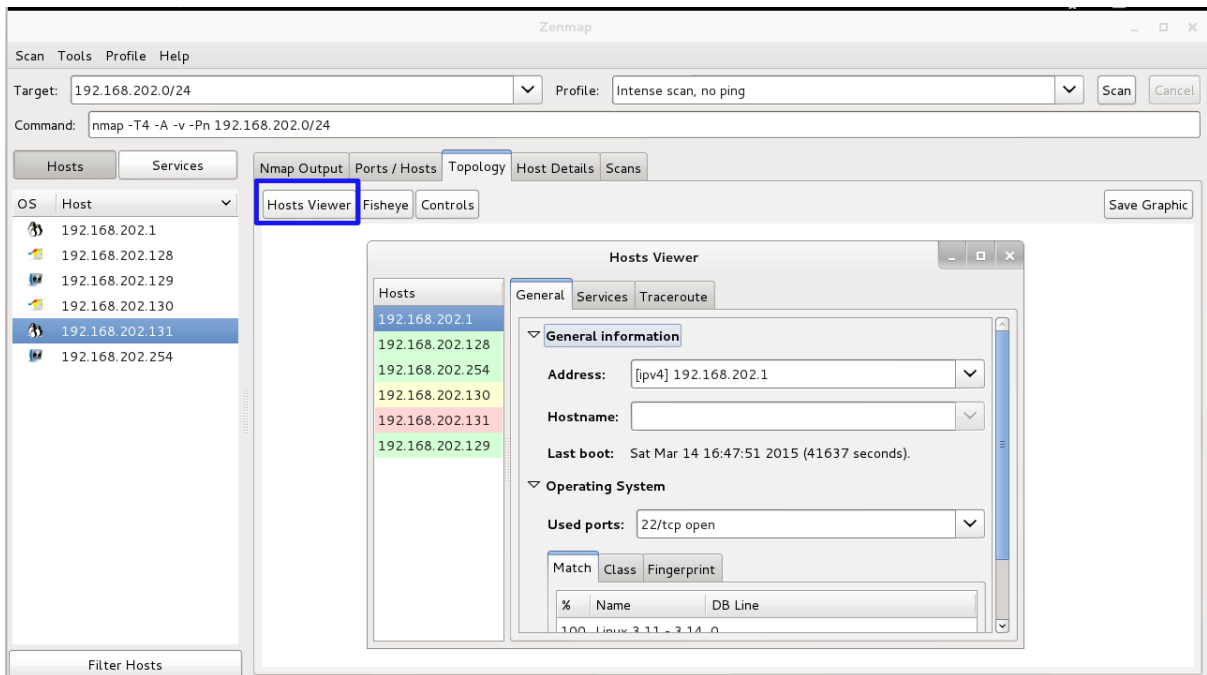 Zenmap
Scan Tools Profile Help
Target: 192.168.202.0/24 Profile: Intense scan, no ping Scan Cancel
Command: nmap -T4 -A -v -Pn 192.168.202.0/24
Hosts Services
Nmap Output Ports / Hosts Topology Host Details Scans
Hosts Viewer Fisheye Controls Save Graphic
OS Host
192.168.202.1
192.168.202.128
192.168.202.129
192.168.202.130
192.168.202.131
192.168.202.254
Filter Hosts
Hosts Viewer
Hosts
192.168.202.1
192.168.202.128
192.168.202.254
192.168.202.130
192.168.202.131
192.168.202.129
General Services Traceroute
General information
Address: [ipv4] 192.168.202.1
Hostname:
Last boot: Sat Mar 14 16:47:51 2015 (41637 seconds).
Operating System
Used ports: 22/tcp open
Match Class Fingerprint
% Name DB Line
100 Linux 3.11 - 3.14 0